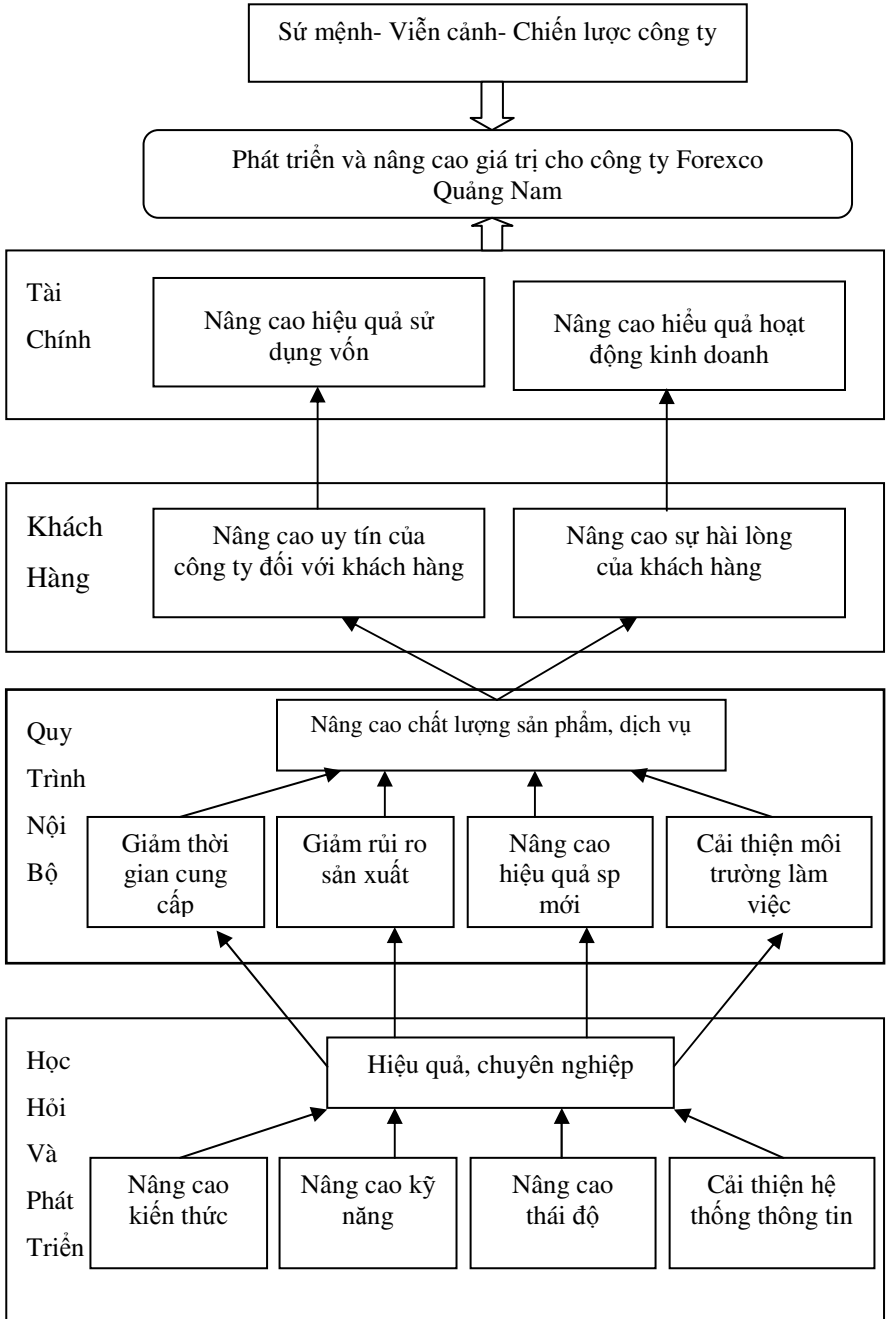 Sứ mệnh- Viễn cảnh- Chiến lược công ty
Phát triển và nâng cao giá trị cho công ty Forexco
Quảng Nam
Tài
Chính
Nâng cao hiệu quả sử
dụng vốn
Nâng cao hiểu quả hoạt
động kinh doanh
Khách
Hàng
Nâng cao uy tín của
công ty đối với khách hàng
Nâng cao sự hài lòng
của khách hàng
Quy
Trình
Nội
Bộ
Nâng cao chất lượng sản phẩm, dịch vụ
Giảm thời
gian cung
cấp
Giảm rủi ro
sản xuất
Nâng cao
hiệu quả sp
mới
Cải thiện môi
trường làm
việc
Học
Hỏi
Và
Phát
Triển
Hiệu quả, chuyên nghiệp
Nâng cao
kiến thức
Nâng cao kỹ
năng
Nâng cao
thái độ
Cải thiện hệ
thống thông tin